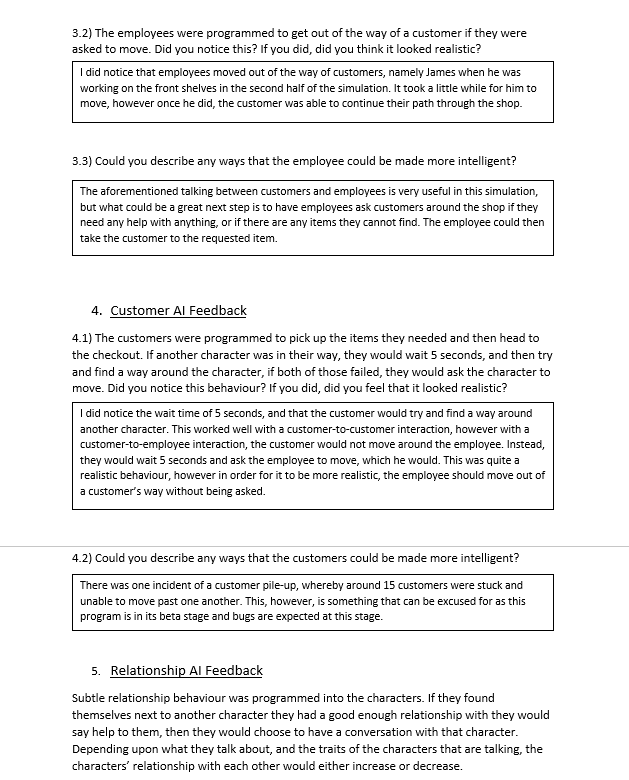 3.2) The employees were programmed to get out of the way of a customer if they were
asked to move. Did you notice this? If you did, did you think it looked realistic?
I did notice that employees moved out of the way of customers, namely James when he was
working on the front shelves in the second half of the simulation. It took a little while for him to
move, however once he did, the customer was able to continue their path through the shop.
3.3) Could you describe any ways that the employee could be made more intelligent?
The aforementioned talking between customers and employees is very useful in this simulation,
but what could be a great next step is to have employees ask customers around the shop if they
need any help with anything, or if there are any items they cannot find. The employee could then
take the customer to the requested item.
4. Customer AI Feedback
4.1) The customers were programmed to pick up the items they needed and then head to
the checkout. If another character was in their way, they would wait 5 seconds, and then try
and find a way around the character, if both of those failed, they would ask the character to
move. Did you notice this behaviour? If you did, did you feel that it looked realistic?
I did notice the wait time of 5 seconds, and that the customer would try and find a way around
another character. This worked well with a customer-to-customer interaction, however with a
customer-to-employee interaction, the customer would not move around the employee. Instead,
they would wait 5 seconds and ask the employee to move, which he would. This was quite a
realistic behaviour, however in order for it to be more realistic, the employee should move out of
a customer's way without being asked.
4.2) Could you describe any ways that the customers could be made more intelligent?
There was one incident of a customer pile-up, whereby around 15 customers were stuck and
unable to move past one another. This, however, is something that can be excused for as this
program is in its beta stage and bugs are expected at this stage.
5. Relationship AI Feedback
Subtle relationship behaviour was programmed into the characters. If they found
themselves next to another character they had a good enough relationship with they would
say help to them, then they would choose to have a conversation with that character.
Depending upon what they talk about, and the traits of the characters that are talking, the
characters' relationship with each other would either increase or decrease.